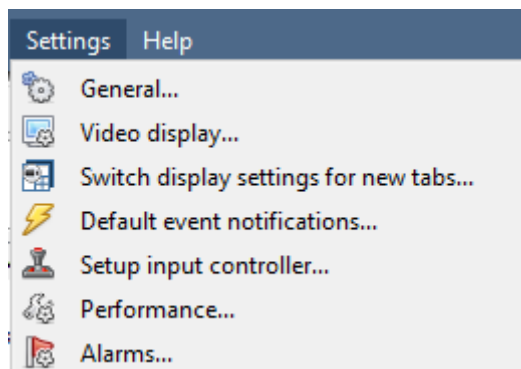 Settings Help
General...
Video display...
Switch display settings for new tabs...
Default event notifications...
Setup input controller...
Performance...
Alarms...